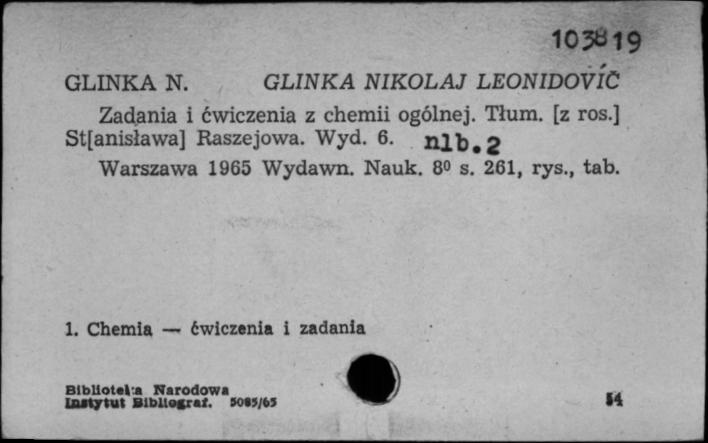 103819
GLINKA N. GLINKA NIKOLAJ LEONIDOVIČ
Zadania i ćwiczenia z chemii ogólnej. Tłum. [z ros.]
St[anisława] Raszejowa. Wyd. 6. nlb.2
Warszawa 1965 Wydawn. Nauk. 8⁰ s. 261, rys., tab.
1. Chemia — ćwiczenia i zadania
Biblioteka Narodowa
Instytut Bibliograf. 5085/65
54